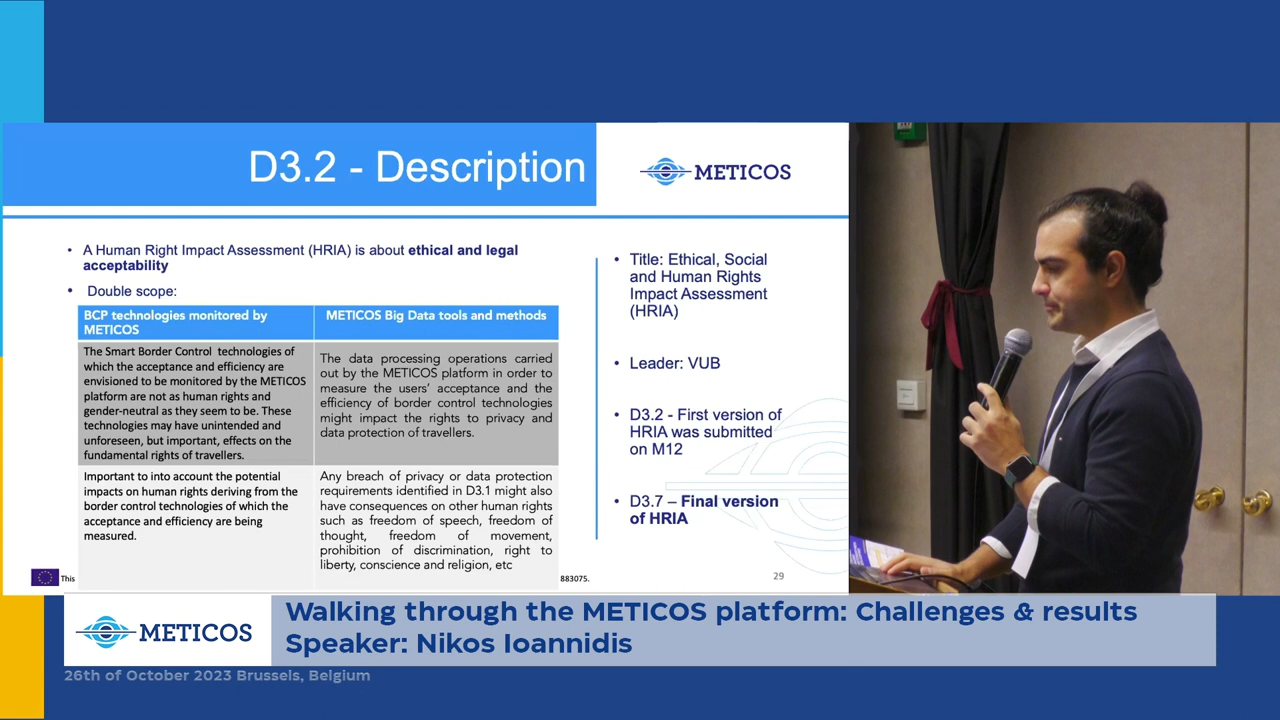 D3.2 - Description
METICOS
• A Human Right Impact Assessment (HRIA) is about ethical and legal
acceptability
• Double scope:
BCP technologies monitored by
METICOS
METICOS Big Data tools and methods
The Smart Border Control technologies of
which the acceptance and efficiency are
envisioned to be monitored by the METICOS
platform are not as human rights and
gender-neutral as they seem to be. These
technologies may have unintended and
unforeseen, but important, effects on the
fundamental rights of travellers.
The data processing operations carried
out by the METICOS platform in order to
measure the users' acceptance and the
efficiency of border control technologies
might impact the rights to privacy and
data protection of travellers.
Important to into account the potential
impacts on human rights deriving from the
border control technologies of which the
acceptance and efficiency are being
measured.
Any breach of privacy or data protection
requirements identified in D3.1 might also
have consequences on other human rights
such as freedom of speech, freedom of
thought, freedom of movement,
prohibition of discrimination, right to
liberty, conscience and religion, etc
• Title: Ethical, Social
and Human Rights
Impact Assessment
(HRIA)
• Leader: VUB
• D3.2 - First version of
HRIA was submitted
on M12
• D3.7 – Final version
of HRIA
This
883075.
29
METICOS
Walking through the METICOS platform: Challenges & results
Speaker: Nikos Ioannidis
26th of October 2023 Brussels, Belgium